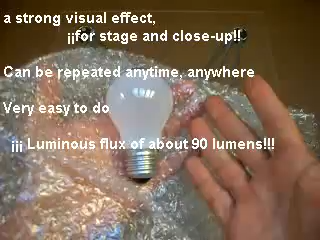 a strong visual effect,
¡¡for stage and close-up!!
Can be repeated anytime, anywhere
Very easy to do
¡¡¡ Luminous flux of about 90 lumens!!!